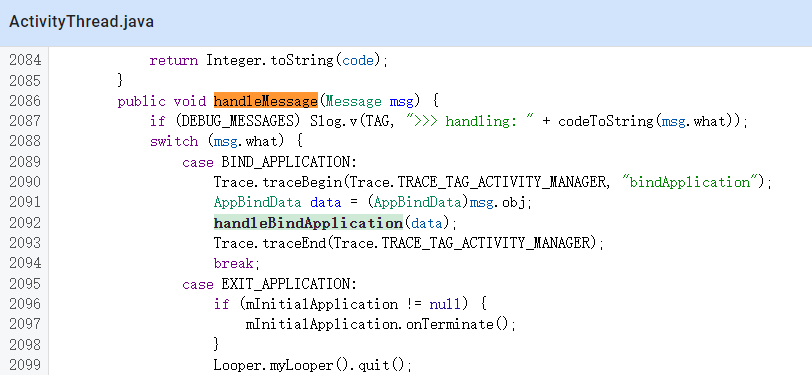 ActivityThread.java
2084 return Integer.toString(code);
2085 }
2086 public void handleMessage(Message msg) {
2087 if (DEBUG_MESSAGES) Slog.v(TAG, ">>> handling: " + codeToString(msg.what));
2088 switch (msg.what) {
2089 case BIND_APPLICATION:
2090 Trace.traceBegin(Trace.TRACE_TAG_ACTIVITY_MANAGER, "bindApplication");
2091 AppBindData data = (AppBindData)msg.obj;
2092 handleBindApplication(data);
2093 Trace.traceEnd(Trace.TRACE_TAG_ACTIVITY_MANAGER);
2094 break;
2095 case EXIT_APPLICATION:
2096 if (mInitialApplication != null) {
2097 mInitialApplication.onTerminate();
2098 }
2099 Looper.myLooper().quit();